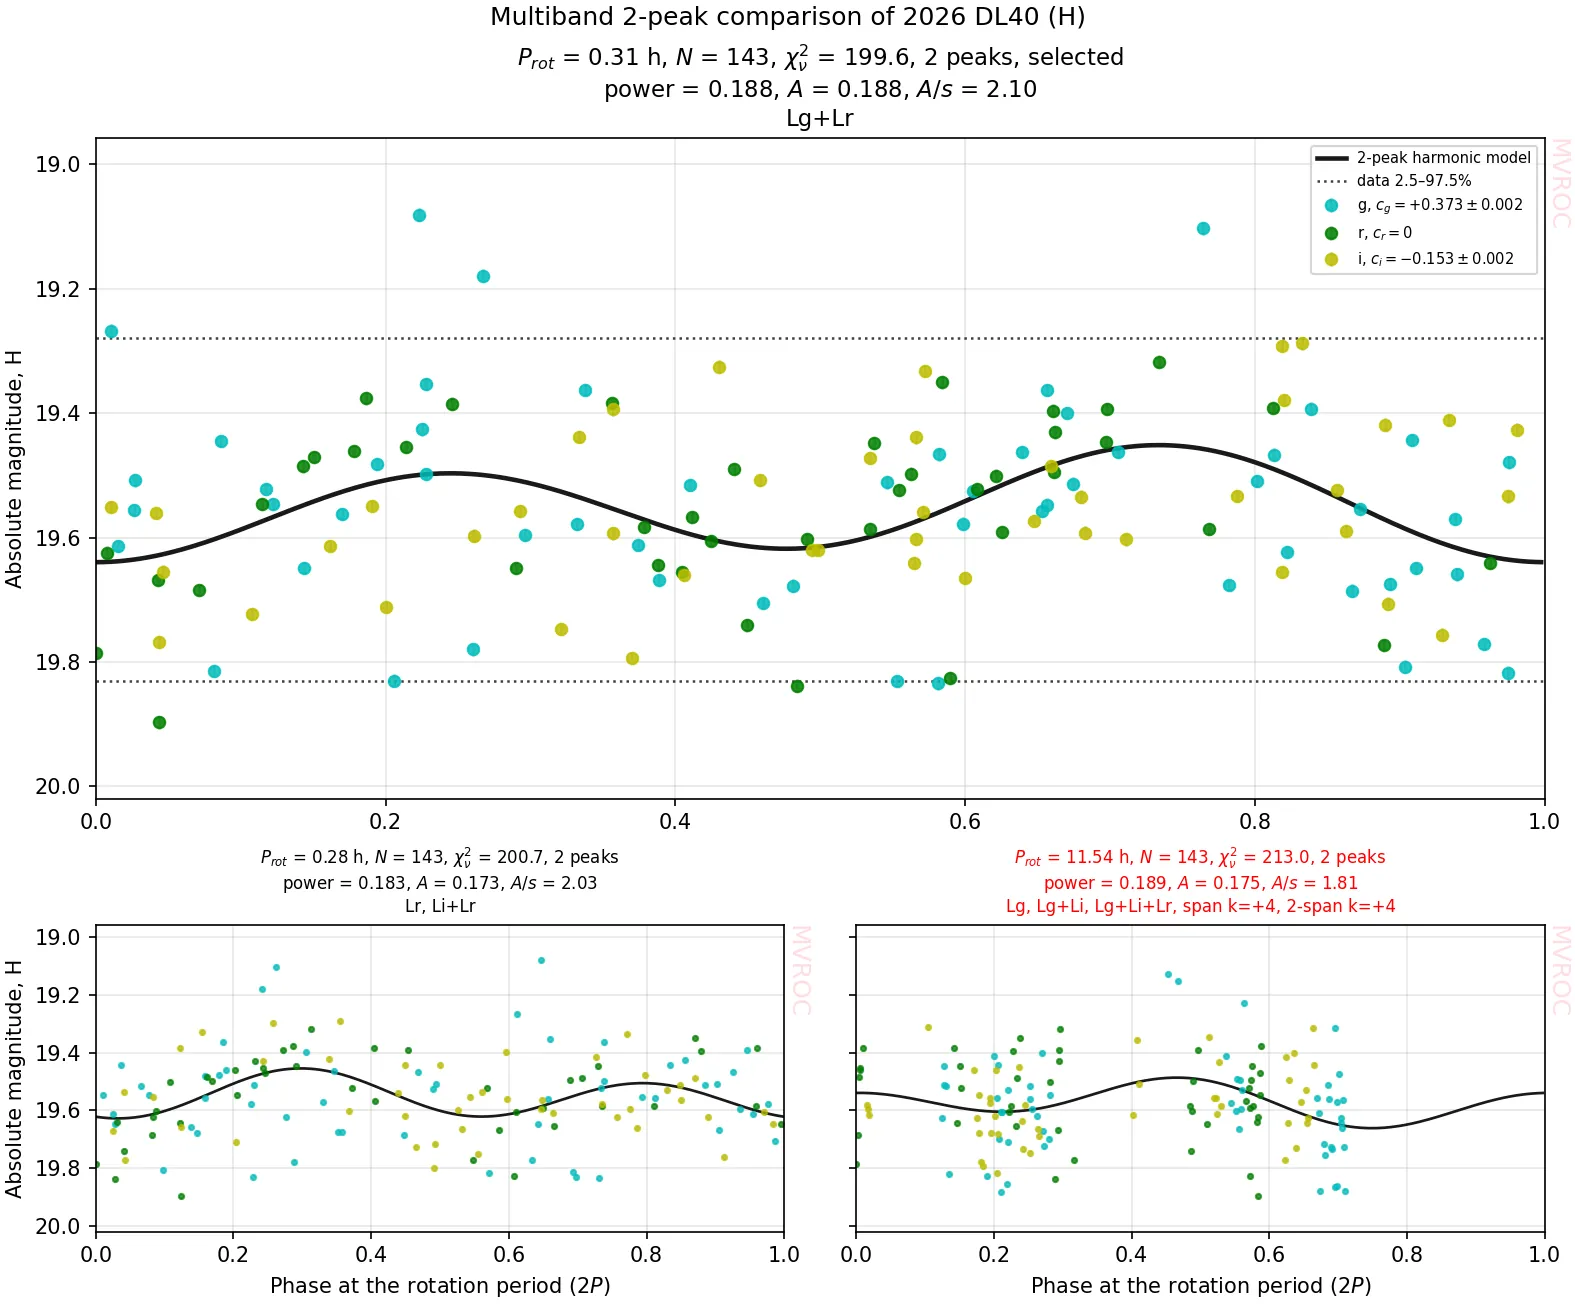 Multiband 2-peak comparison of 2026 DL40 (H)
P_rot = 0.31 h, N = 143, χ²_ν = 199.6, 2 peaks, selected
power = 0.188, A = 0.188, A/s = 2.10
Lg+Lr
19.0
19.2
19.4
19.6
19.8
20.0
Absolute magnitude, H
2-peak harmonic model
data 2.5–97.5%
g, c_g = +0.373 ± 0.002
r, c_r = 0
i, c_i = −0.153 ± 0.002
MVROC
0.0 0.2 0.4 0.6 0.8 1.0
P_rot = 0.28 h, N = 143, χ²_ν = 200.7, 2 peaks
power = 0.183, A = 0.173, A/s = 2.03
Lr, Li+Lr
19.0
19.2
19.4
19.6
19.8
20.0
Absolute magnitude, H
MVROC
0.0 0.2 0.4 0.6 0.8 1.0
Phase at the rotation period (2P)
P_rot = 11.54 h, N = 143, χ²_ν = 213.0, 2 peaks
power = 0.189, A = 0.175, A/s = 1.81
Lg, Lg+Li, Lg+Li+Lr, span k=+4, 2-span k=+4
MVROC
0.0 0.2 0.4 0.6 0.8 1.0
Phase at the rotation period (2P)